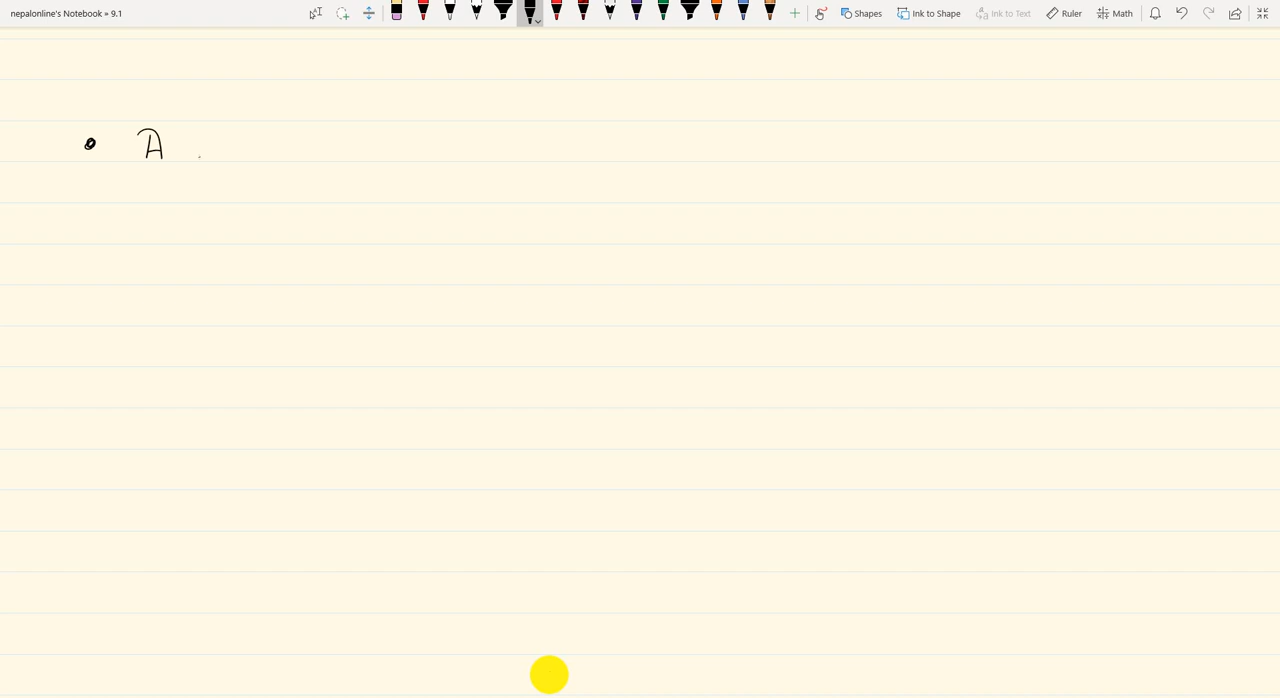 nepalonline's Notebook » 9.1 Shapes Ink to Shape Ink to Text Ruler Math
• A